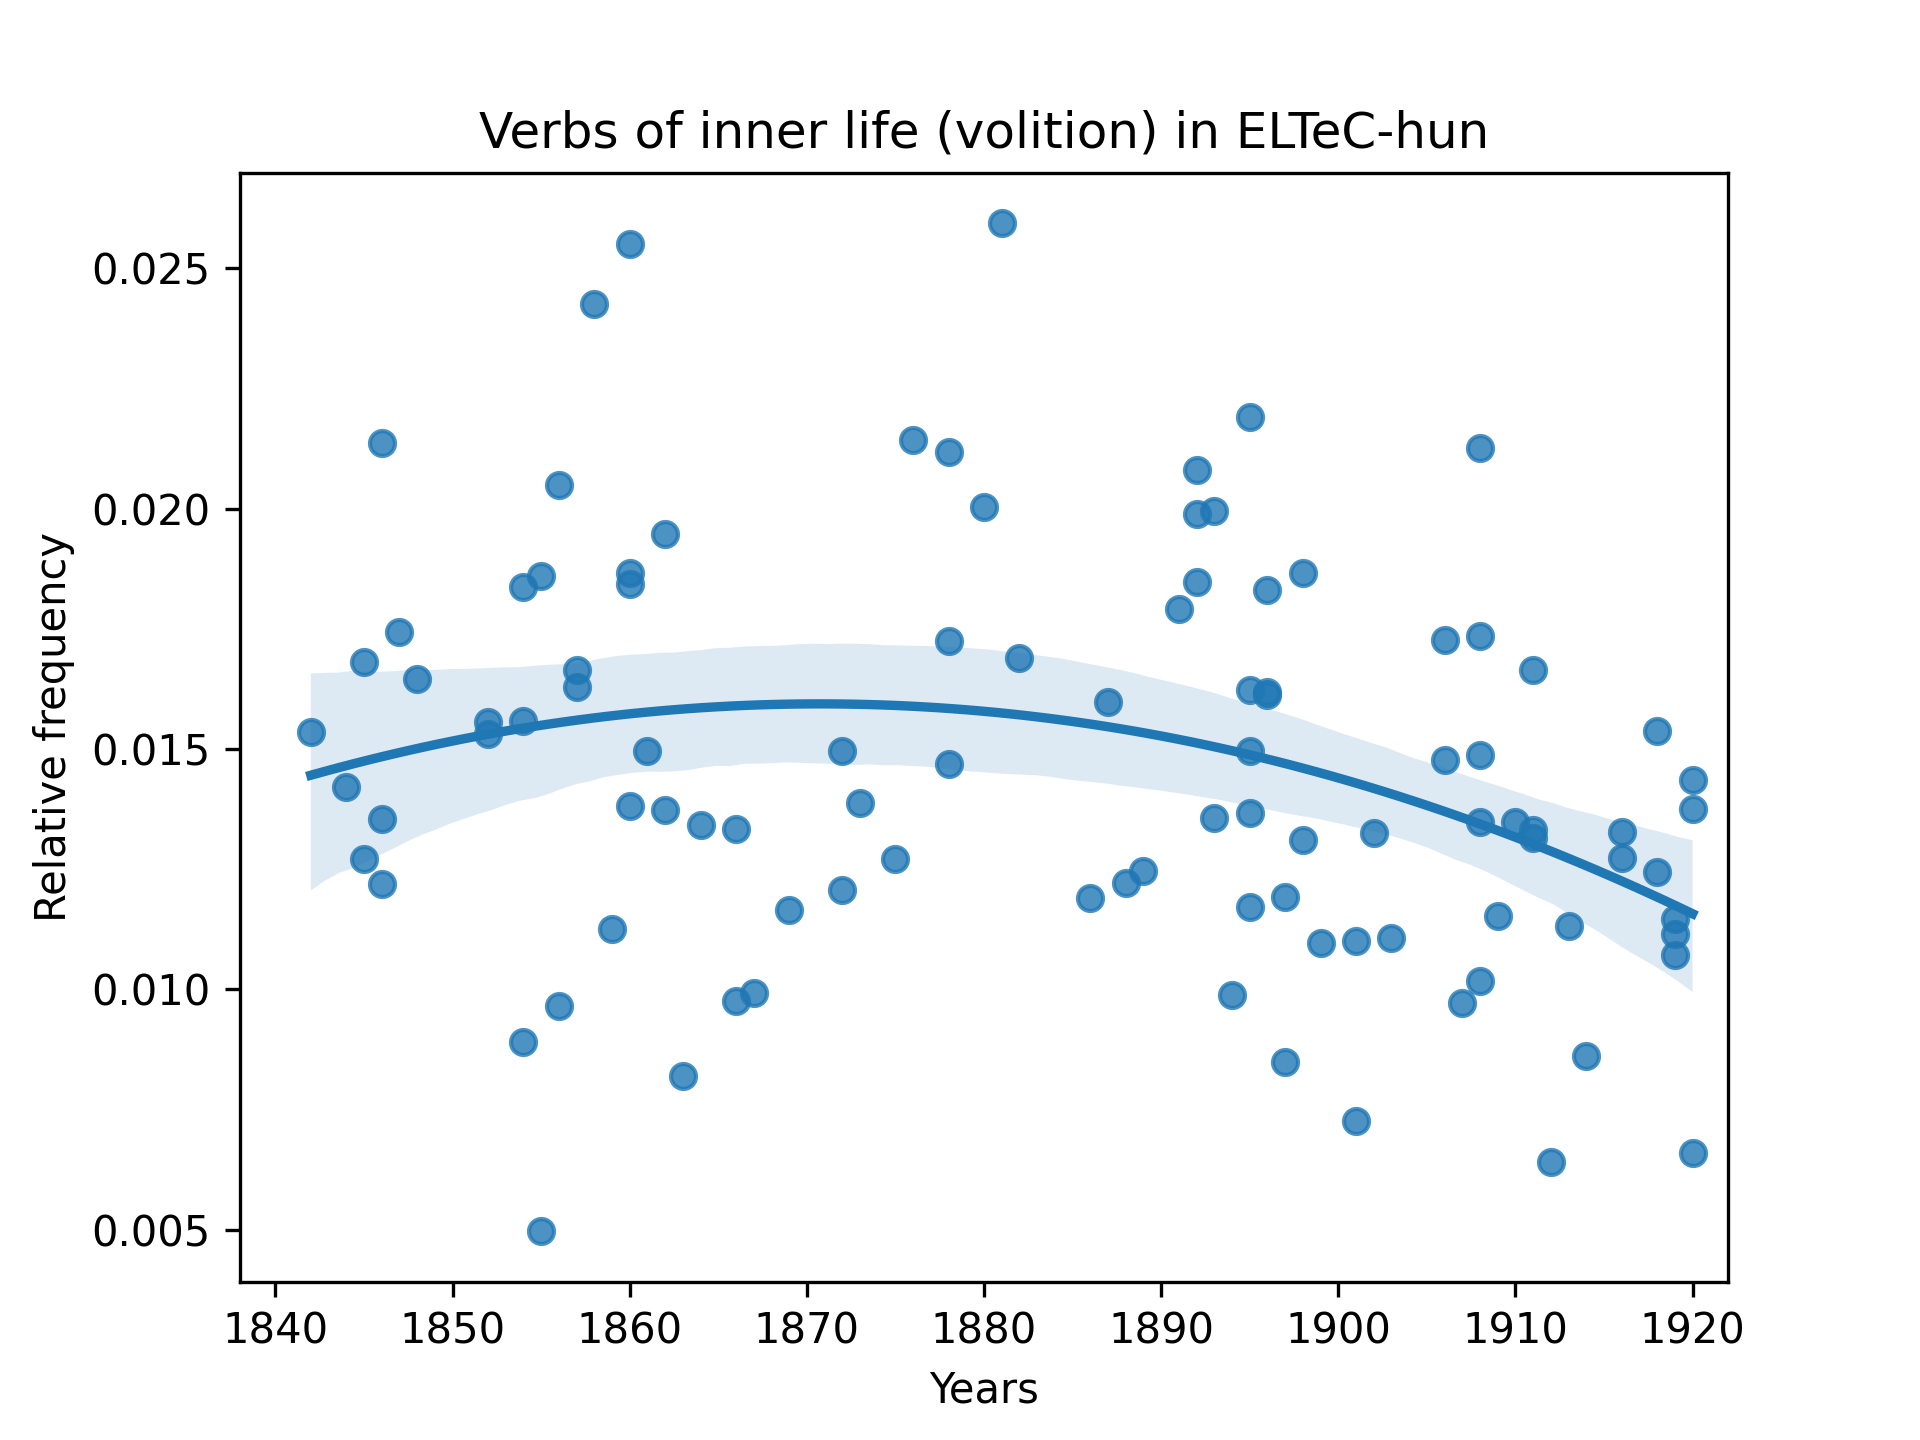 Verbs of inner life (volition) in ELTeC-hun
Relative frequency
0.025
0.020
0.015
0.010
0.005
1840 1850 1860 1870 1880 1890 1900 1910 1920
Years